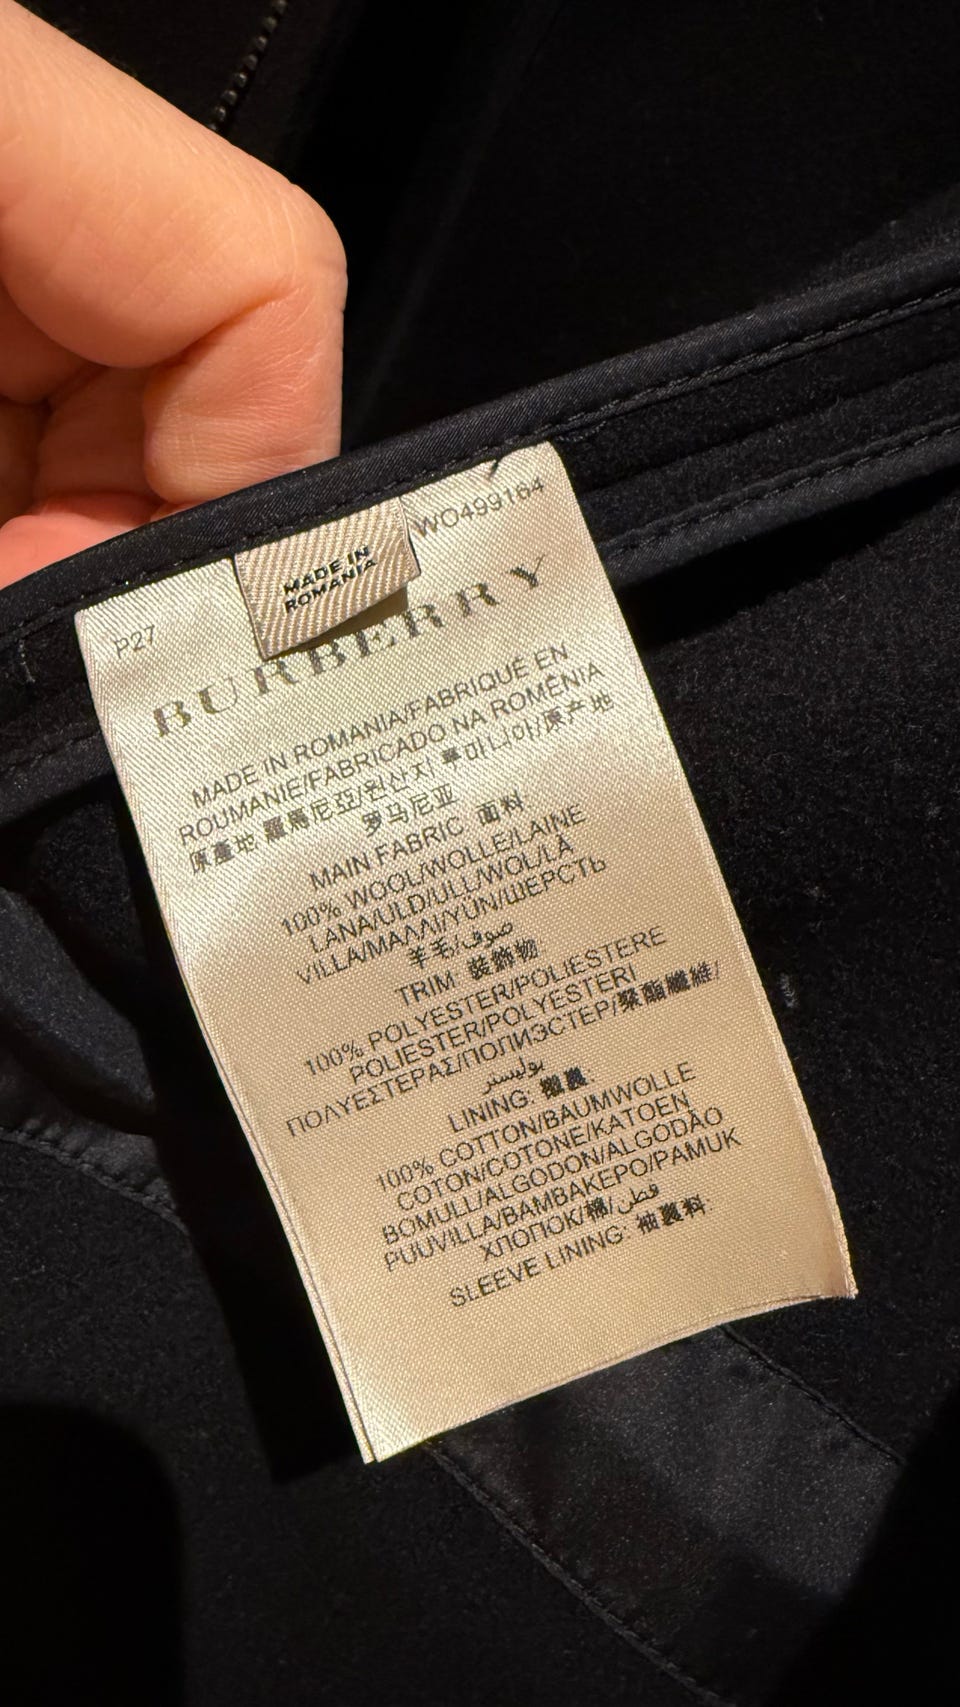 WO499164
MADE IN
ROMANIA
P27
BURBERRY
MADE IN ROMANIA/FABRIQUÉ EN
ROUMANIE/FABRICADO NA ROMÉNIA
原產地 羅馬尼亞/원산지 루마니아/原产地
罗马尼亚
MAIN FABRIC 面料:
100% WOOL/WOLLE/LAINE
LANA/ULD/ULL/WOL/LÃ
VILLA/ΜΑΛΛΙ/YÜN/ШЕРСТЬ
羊毛/صوف
TRIM: 裝飾物
100% POLYESTER/POLIESTERE
POLIESTER/POLYESTERI
ΠΟΛΥΕΣΤΕΡΑΣ/ПОЛИЭСТЕР/聚酯纖維/
بوليستر
LINING:
100% COTTON/BAUMWOLLE
COTON/COTONE/KATOEN
BOMULL/ALGODON/ALGODÃO
PUUVILLA/ΒΑΜΒΑΚΕΡΟ/PAMUK
ХЛОПОК/棉/قطن
SLEEVE LINING: 袖裏料